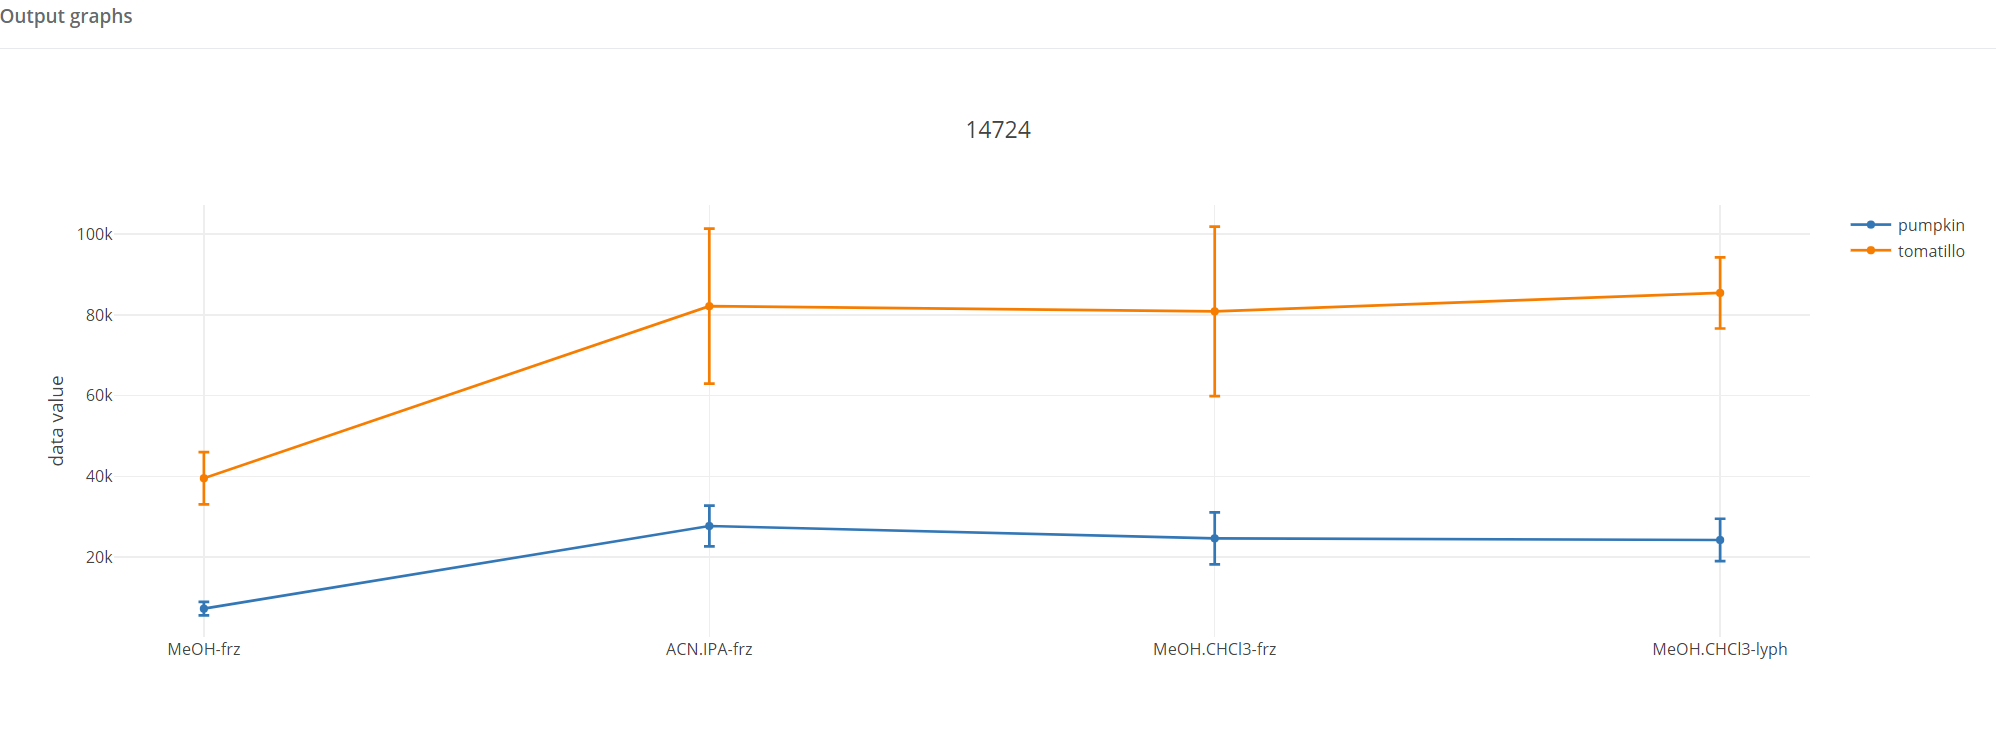 Output graphs
14724
100k
80k
60k
40k
20k
data value
MeOH-frz
ACN.IPA-frz
MeOH.CHCl3-frz
MeOH.CHCl3-lyph
pumpkin
tomatillo